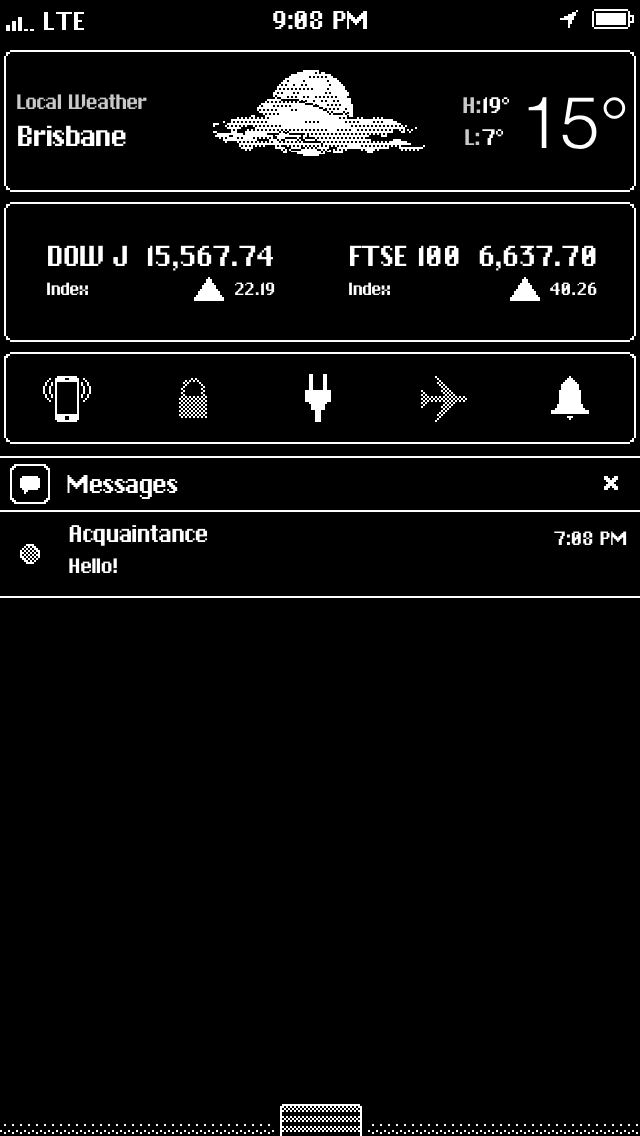 LTE 9:08 PM
Local Weather
Brisbane
H:19°
L:7°
15°
DOW J 15,567.74 FTSE 100 6,637.70
Index 22.19 Index 40.26
Messages
Acquaintance 7:08 PM
Hello!